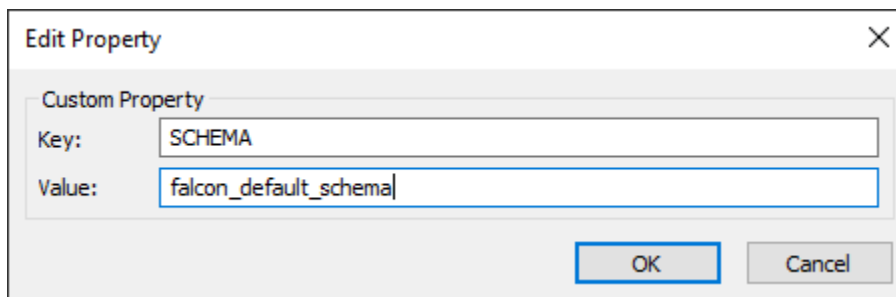 Edit Property
Custom Property
Key: SCHEMA
Value: falcon_default_schema
OK Cancel